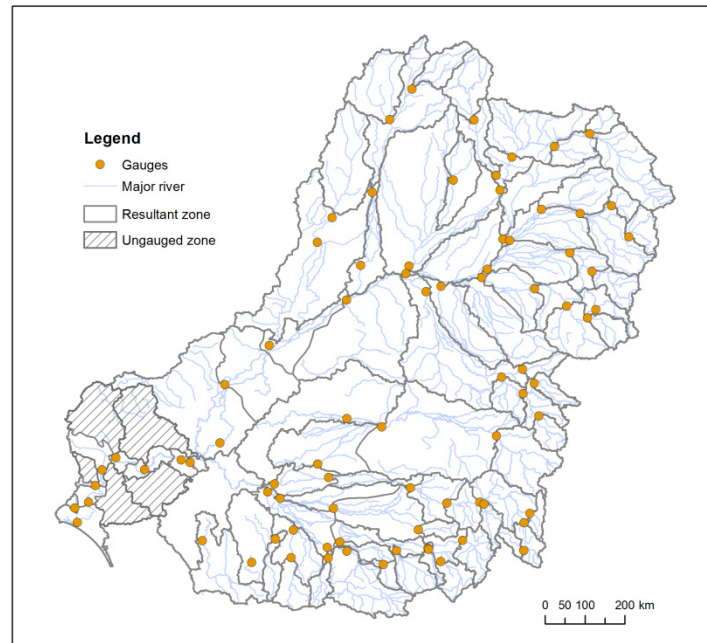 Legend
Gauges
Major river
Resultant zone
Ungauged zone
0 50 100 200 km